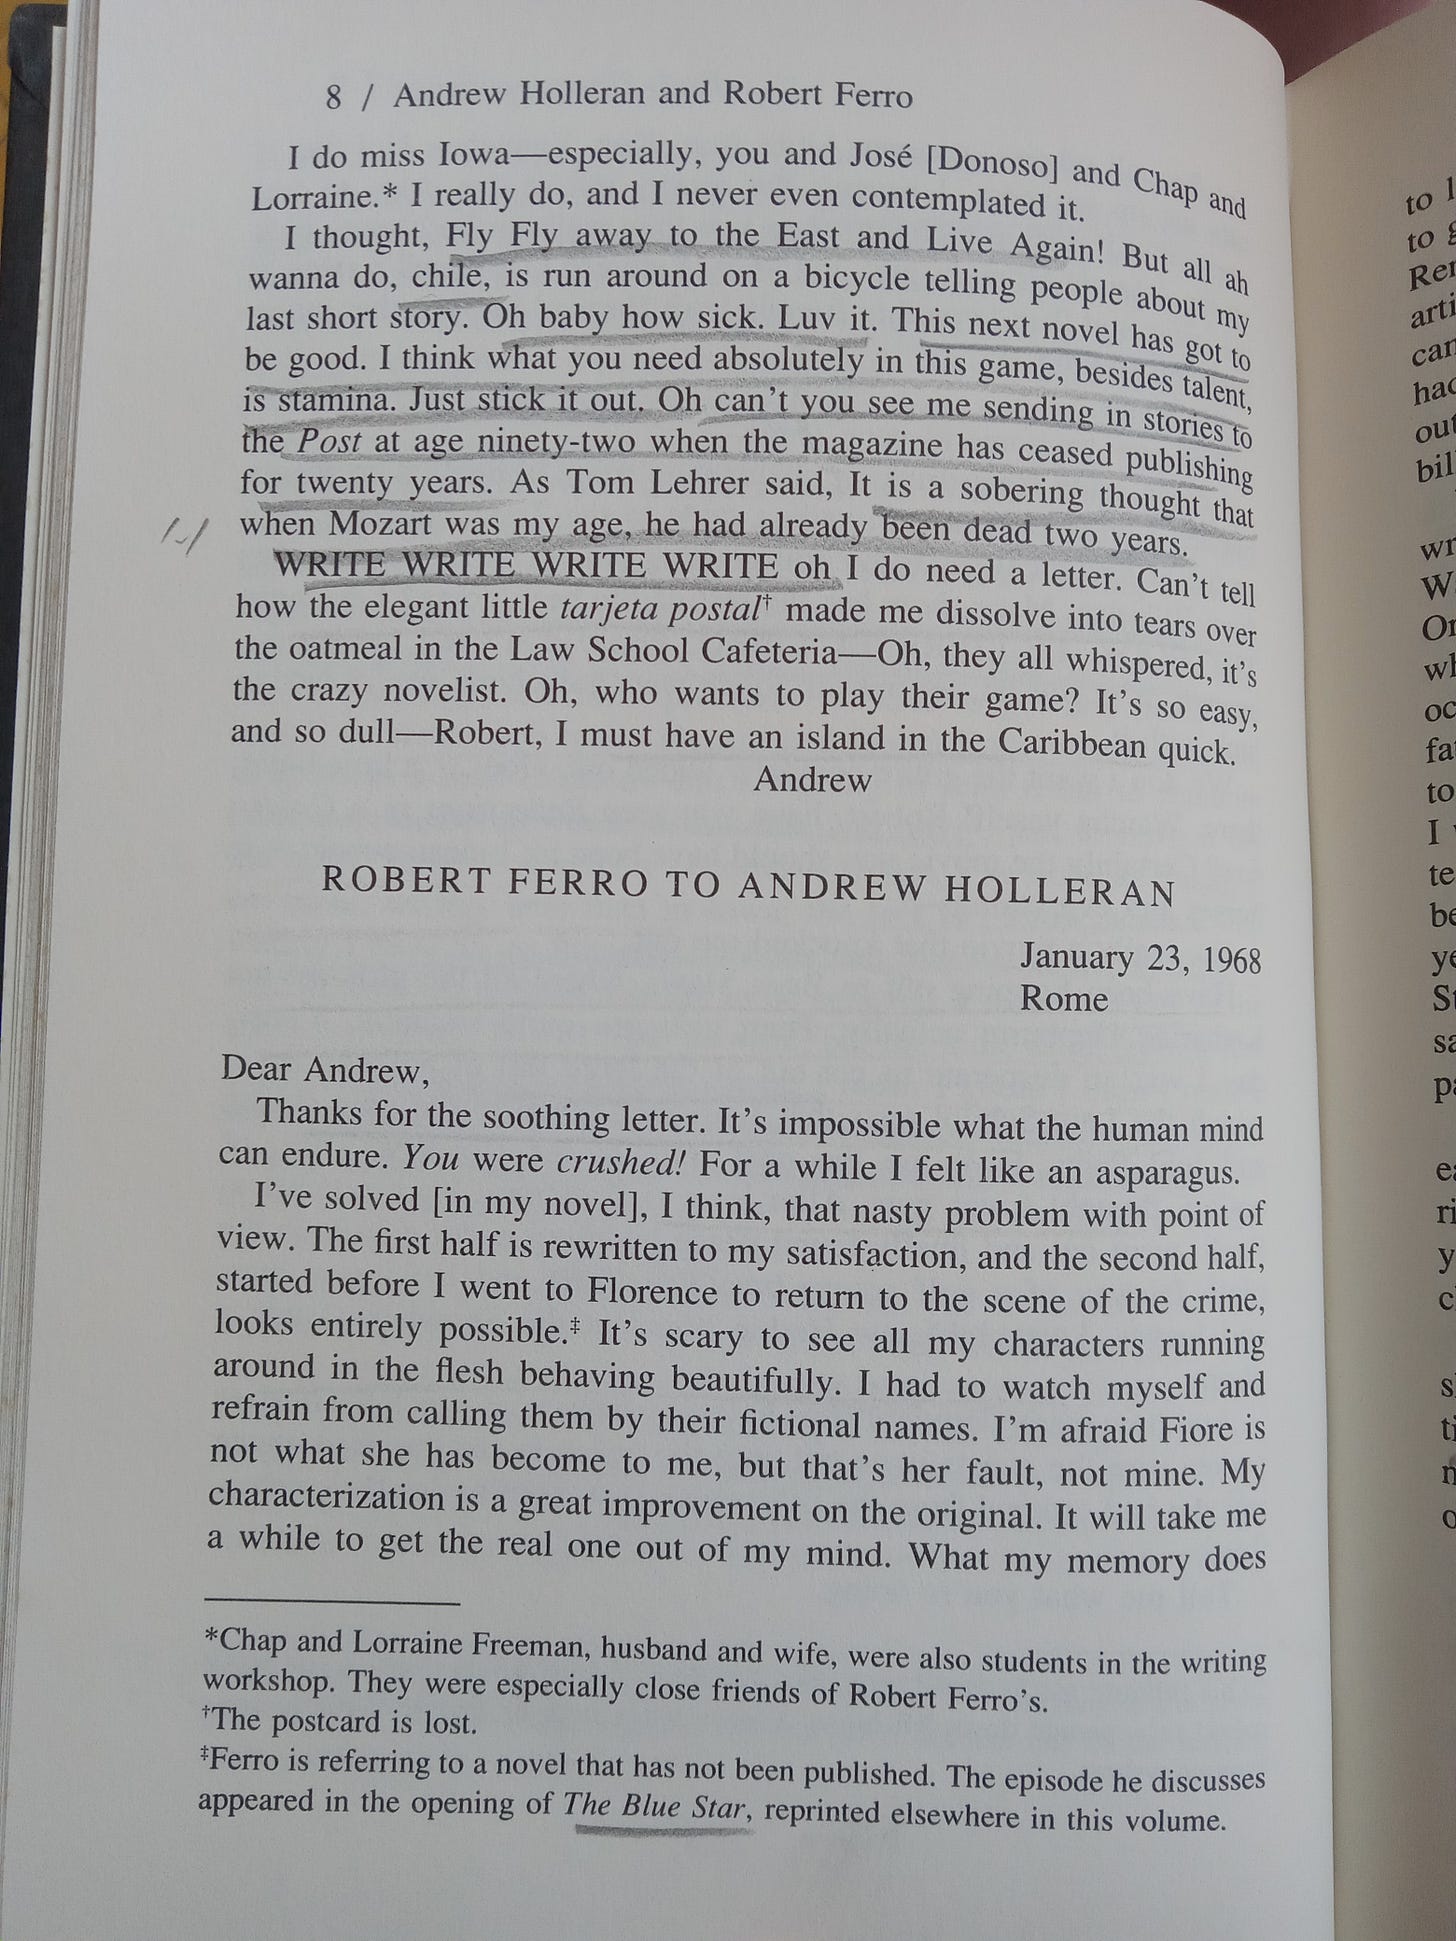 8 / Andrew Holleran and Robert Ferro
I do miss Iowa—especially, you and José [Donoso] and Chap and
Lorraine.* I really do, and I never even contemplated it.
I thought, Fly Fly away to the East and Live Again! But all ah
wanna do, chile, is run around on a bicycle telling people about my
last short story. Oh baby how sick. Luv it. This next novel has got to
be good. I think what you need absolutely in this game, besides talent,
is stamina. Just stick it out. Oh can't you see me sending in stories to
the Post at age ninety-two when the magazine has ceased publishing
for twenty years. As Tom Lehrer said, It is a sobering thought that
when Mozart was my age, he had already been dead two years.
WRITE WRITE WRITE WRITE oh I do need a letter. Can't tell
how the elegant little tarjeta postal† made me dissolve into tears over
the oatmeal in the Law School Cafeteria—Oh, they all whispered, it's
the crazy novelist. Oh, who wants to play their game? It's so easy,
and so dull—Robert, I must have an island in the Caribbean quick.
Andrew
ROBERT FERRO TO ANDREW HOLLERAN
January 23, 1968
Rome
Dear Andrew,
Thanks for the soothing letter. It's impossible what the human mind
can endure. You were crushed! For a while I felt like an asparagus.
I've solved [in my novel], I think, that nasty problem with point of
view. The first half is rewritten to my satisfaction, and the second half,
started before I went to Florence to return to the scene of the crime,
looks entirely possible.‡ It's scary to see all my characters running
around in the flesh behaving beautifully. I had to watch myself and
refrain from calling them by their fictional names. I'm afraid Fiore is
not what she has become to me, but that's her fault, not mine. My
characterization is a great improvement on the original. It will take me
a while to get the real one out of my mind. What my memory does
*Chap and Lorraine Freeman, husband and wife, were also students in the writing
workshop. They were especially close friends of Robert Ferro's.
†The postcard is lost.
‡Ferro is referring to a novel that has not been published. The episode he discusses
appeared in the opening of The Blue Star, reprinted elsewhere in this volume.